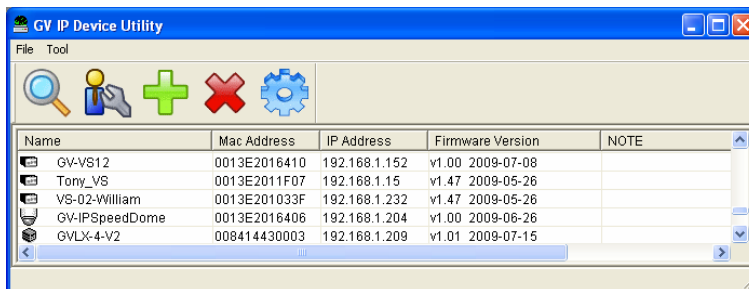 GV IP Device Utility
File Tool
Name Mac Address IP Address Firmware Version NOTE
GV-VS12 0013E2016410 192.168.1.152 v1.00 2009-07-08
Tony_VS 0013E2011F07 192.168.1.15 v1.47 2009-05-26
VS-02-William 0013E201033F 192.168.1.232 v1.47 2009-05-26
GV-IPSpeedDome 0013E2016406 192.168.1.204 v1.00 2009-06-26
GVLX-4-V2 008414430003 192.168.1.209 v1.01 2009-07-15